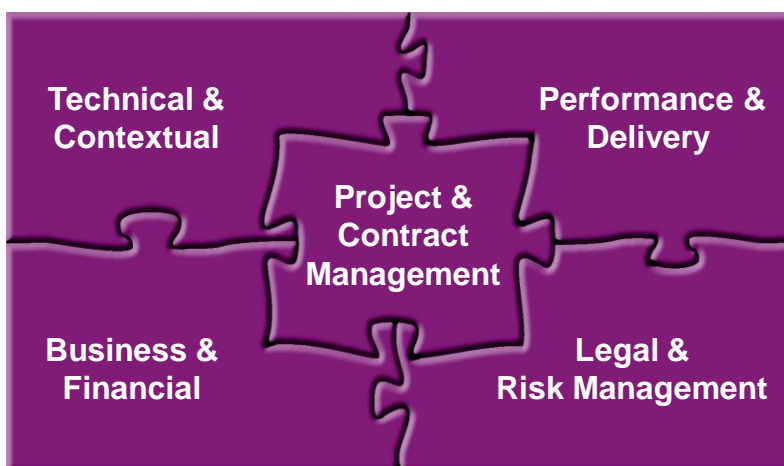 Technical &
Contextual
Performance &
Delivery
Project &
Contract
Management
Business &
Financial
Legal &
Risk Management